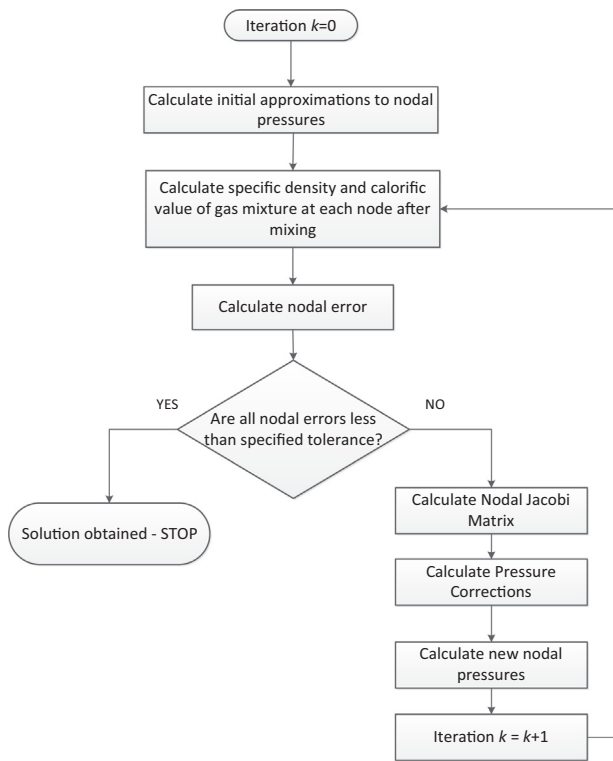 Iteration k=0
Calculate initial approximations to nodal
pressures
Calculate specific density and calorific
value of gas mixture at each node after
mixing
Calculate nodal error
YES
NO
Are all nodal errors less
than specified tolerance?
Solution obtained - STOP
Calculate Nodal Jacobi
Matrix
Calculate Pressure
Corrections
Calculate new nodal
pressures
Iteration k = k+1